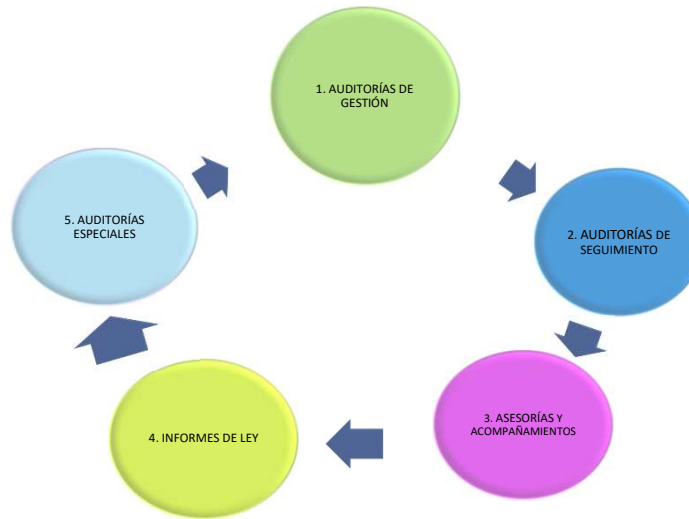 1. AUDITORÍAS DE
GESTIÓN
2. AUDITORÍAS DE
SEGUIMIENTO
3. ASESORÍAS Y
ACOMPAÑAMIENTOS
4. INFORMES DE LEY
5. AUDITORÍAS
ESPECIALES